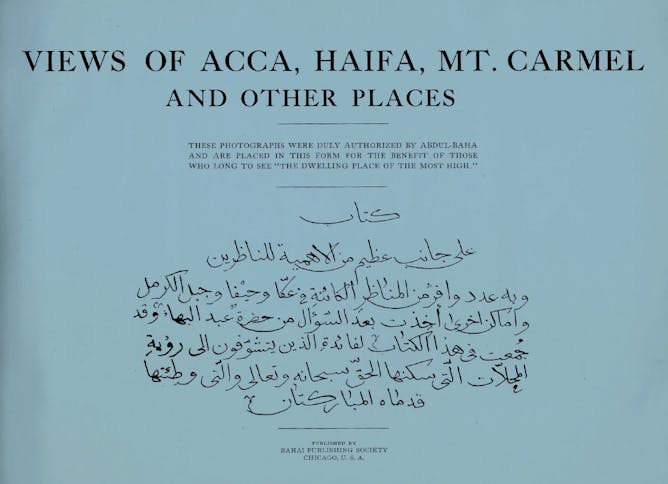 VIEWS OF ACCA, HAIFA, MT. CARMEL
AND OTHER PLACES
THESE PHOTOGRAPHS WERE DULY AUTHORIZED BY ABDUL-BAHA
AND ARE PLACED IN THIS FORM FOR THE BENEFIT OF THOSE
WHO LONG TO SEE "THE DWELLING PLACE OF THE MOST HIGH."
كتاب
على جانب عظيم من الاهمية للناظرين
وبه عدد وافر من المناظر الكائنة في عكا وحيفا وجبل الكرمل
واماكن اخرى أخذت بعد السؤال من حضرة عبد البهاء وقد
جمعت في هذا الكتاب لفائدة الذين يتشوقون الى رؤية
المحلات التي سكنها الحق سبحانه وتعالى والتي وطئتها
قدماه المباركتان
PUBLISHED BY
BAHAI PUBLISHING SOCIETY
CHICAGO, U. S. A.